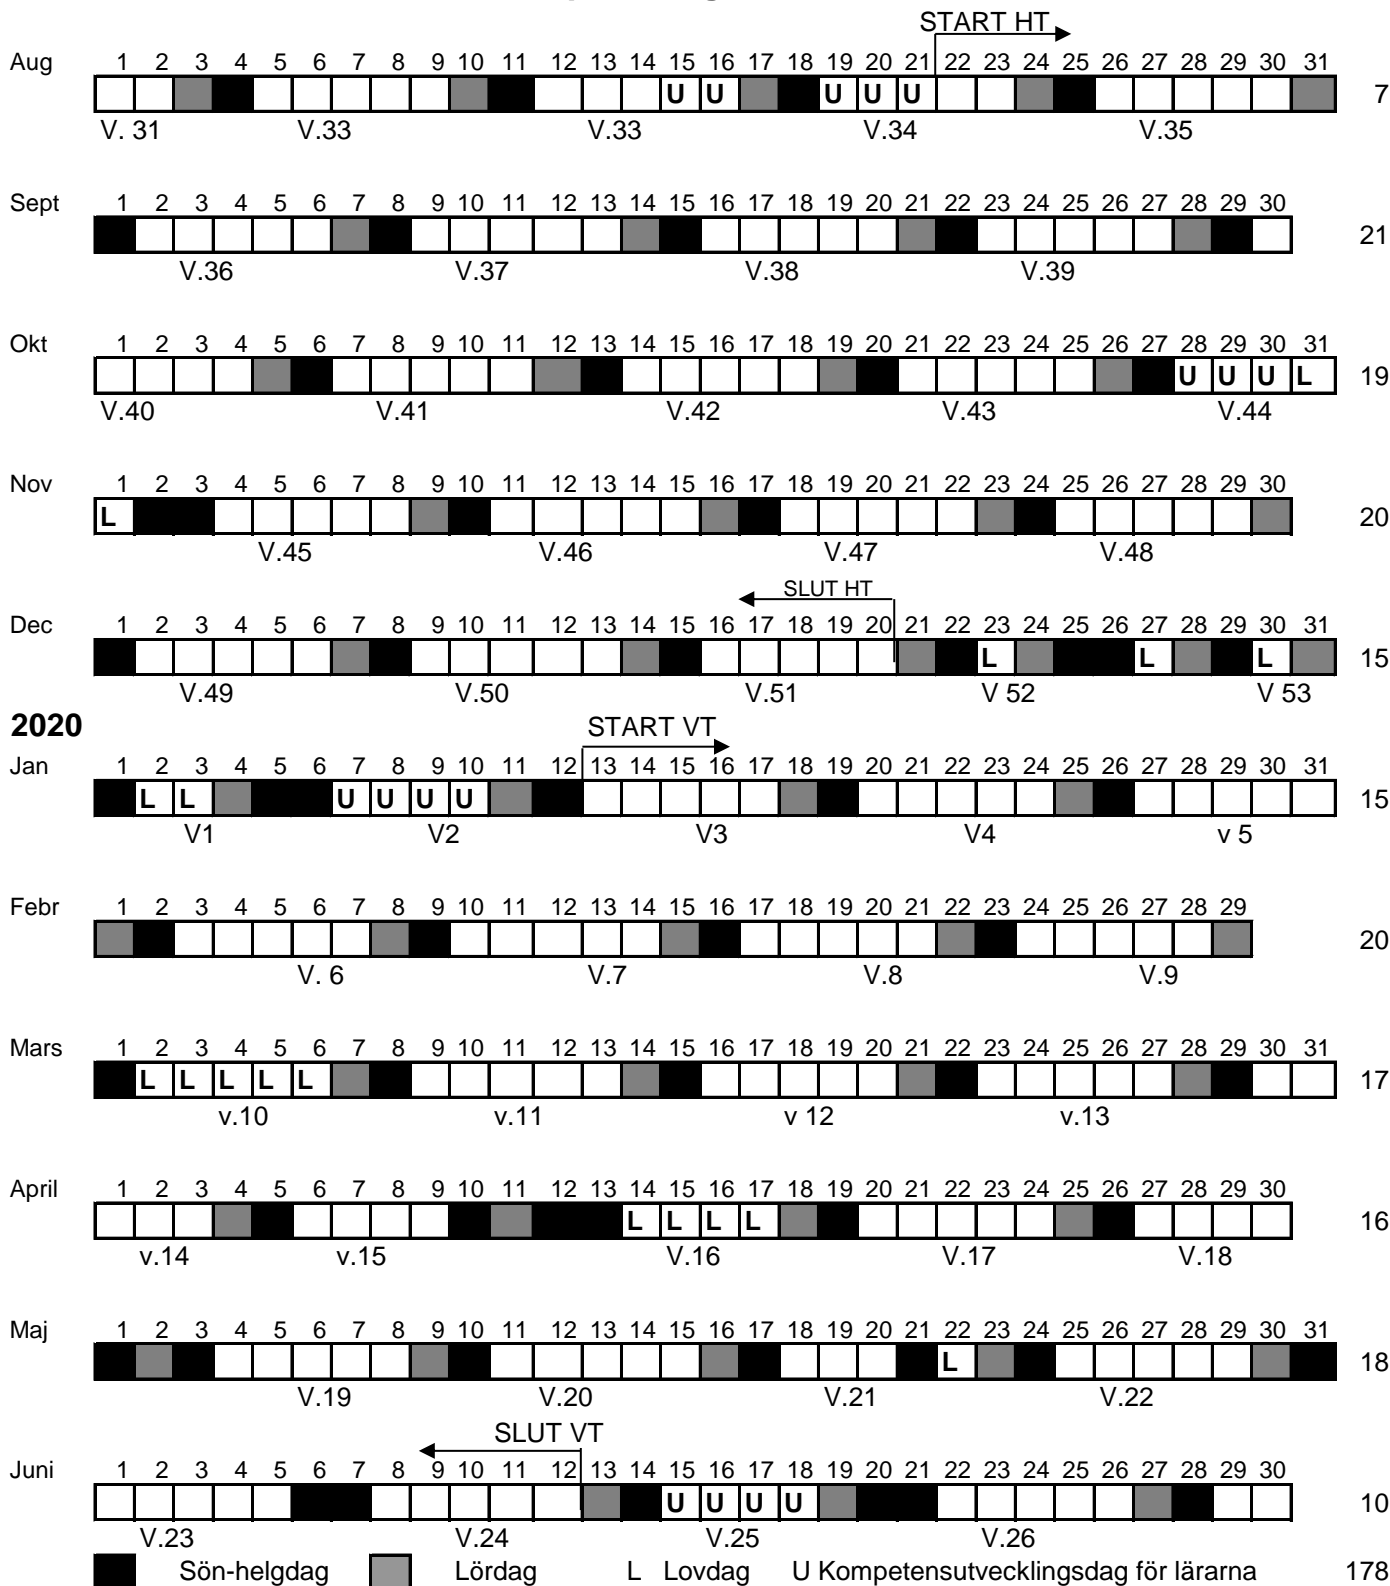 START HT
Aug 1 2 3 4 5 6 7 8 9 10 11 12 13 14 15 16 17 18 19 20 21 22 23 24 25 26 27 28 29 30 31
U U U U U 7
V. 31 V.33 V.33 V.34 V.35
Sept 1 2 3 4 5 6 7 8 9 10 11 12 13 14 15 16 17 18 19 20 21 22 23 24 25 26 27 28 29 30
21
V.36 V.37 V.38 V.39
Okt 1 2 3 4 5 6 7 8 9 10 11 12 13 14 15 16 17 18 19 20 21 22 23 24 25 26 27 28 29 30 31
U U U L 19
V.40 V.41 V.42 V.43 V.44
Nov 1 2 3 4 5 6 7 8 9 10 11 12 13 14 15 16 17 18 19 20 21 22 23 24 25 26 27 28 29 30
L 20
V.45 V.46 V.47 V.48
SLUT HT
Dec 1 2 3 4 5 6 7 8 9 10 11 12 13 14 15 16 17 18 19 20 21 22 23 24 25 26 27 28 29 30 31
L L L 15
V.49 V.50 V.51 V 52 V 53
2020 START VT
Jan 1 2 3 4 5 6 7 8 9 10 11 12 13 14 15 16 17 18 19 20 21 22 23 24 25 26 27 28 29 30 31
L L U U U U 15
V1 V2 V3 V4 v 5
Febr 1 2 3 4 5 6 7 8 9 10 11 12 13 14 15 16 17 18 19 20 21 22 23 24 25 26 27 28 29
20
V. 6 V.7 V.8 V.9
Mars 1 2 3 4 5 6 7 8 9 10 11 12 13 14 15 16 17 18 19 20 21 22 23 24 25 26 27 28 29 30 31
L L L L L 17
v.10 v.11 v 12 v.13
April 1 2 3 4 5 6 7 8 9 10 11 12 13 14 15 16 17 18 19 20 21 22 23 24 25 26 27 28 29 30
L L L L 16
v.14 v.15 V.16 V.17 V.18
Maj 1 2 3 4 5 6 7 8 9 10 11 12 13 14 15 16 17 18 19 20 21 22 23 24 25 26 27 28 29 30 31
L 18
V.19 V.20 V.21 V.22
SLUT VT
Juni 1 2 3 4 5 6 7 8 9 10 11 12 13 14 15 16 17 18 19 20 21 22 23 24 25 26 27 28 29 30
U U U U 10
V.23 V.24 V.25 V.26
Sön-helgdag Lördag L Lovdag U Kompetensutvecklingsdag för lärarna 178